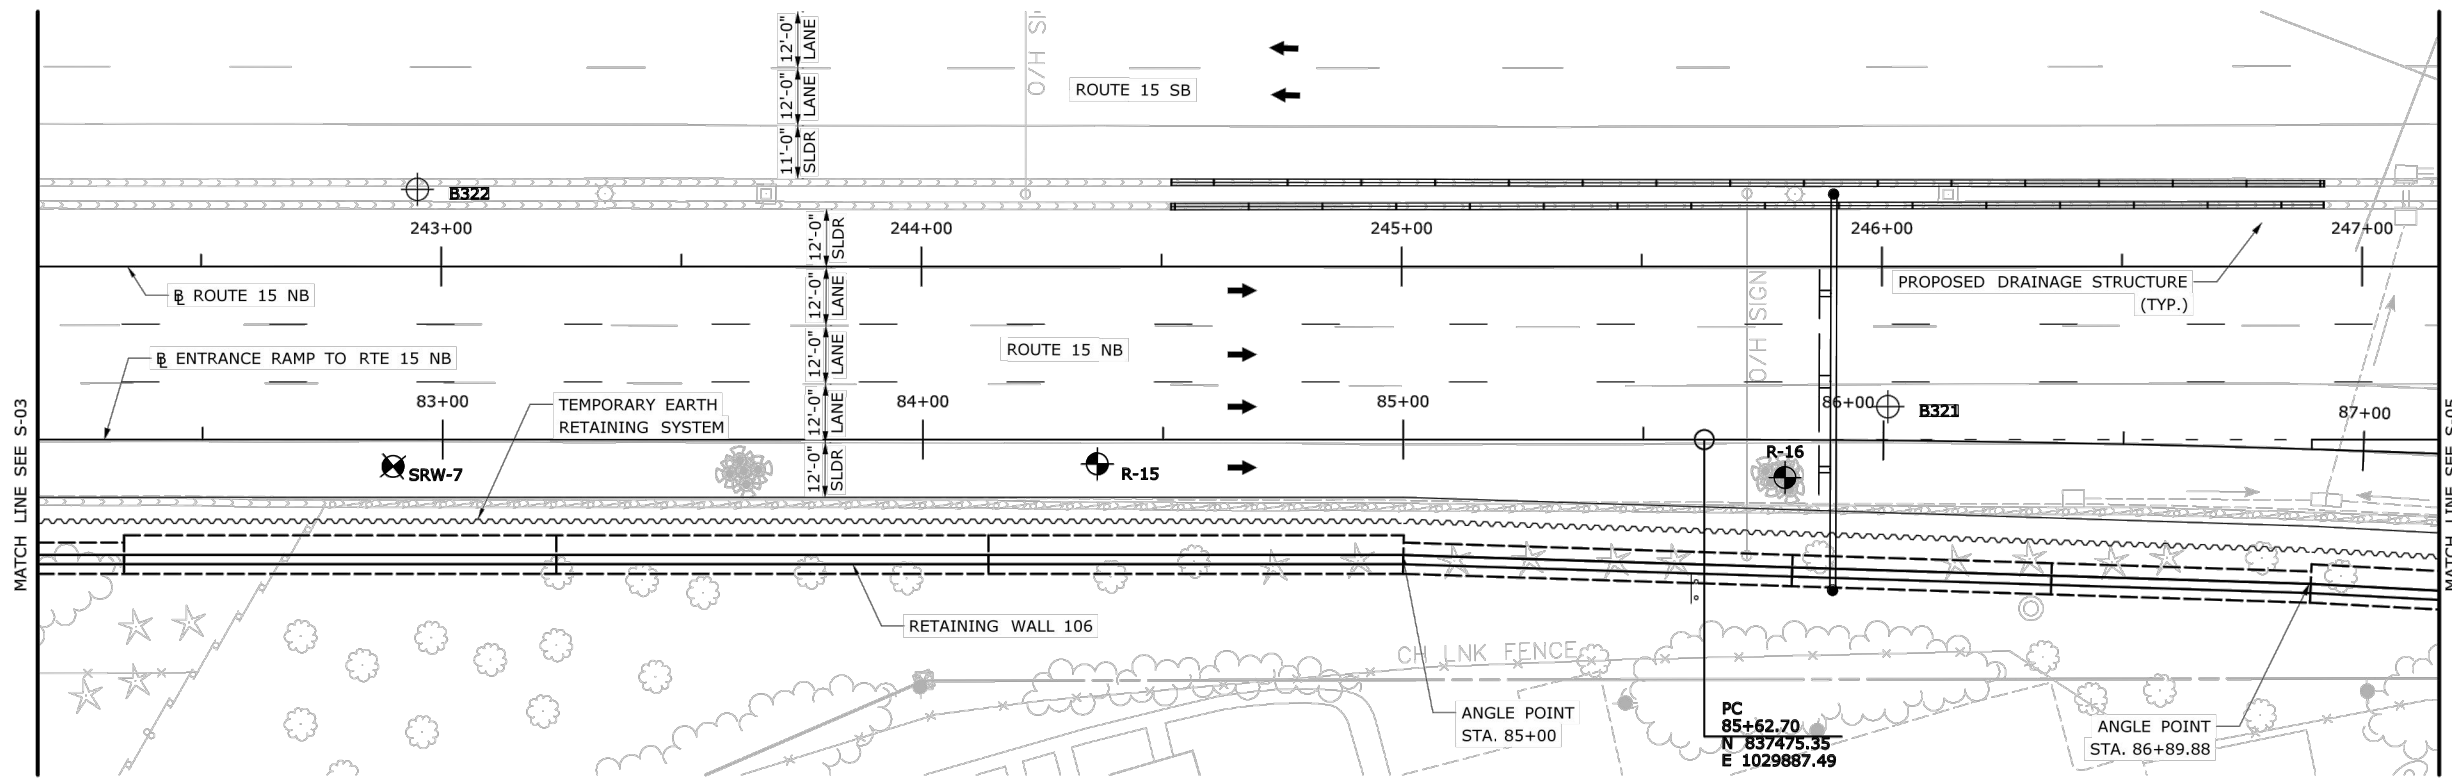 12'-0"
LANE
12'-0"
LANE
11'-0"
SLDR
ROUTE 15 SB
B322
243+00
244+00
245+00
246+00
247+00
12'-0"
SLDR
℄ ROUTE 15 NB
12'-0"
LANE
O/H SIGN
PROPOSED DRAINAGE STRUCTURE
(TYP.)
℄ ENTRANCE RAMP TO RTE 15 NB
12'-0"
LANE
ROUTE 15 NB
83+00
TEMPORARY EARTH
RETAINING SYSTEM
12'-0"
LANE
84+00
85+00
86+00
B321
87+00
SRW-7
12'-0"
SLDR
R-15
R-16
MATCH LINE SEE S-03
MATCH LINE SEE S-05
RETAINING WALL 106
CH LNK FENCE
ANGLE POINT
STA. 85+00
PC
85+62.70
N 837475.35
E 1029887.49
ANGLE POINT
STA. 86+89.88